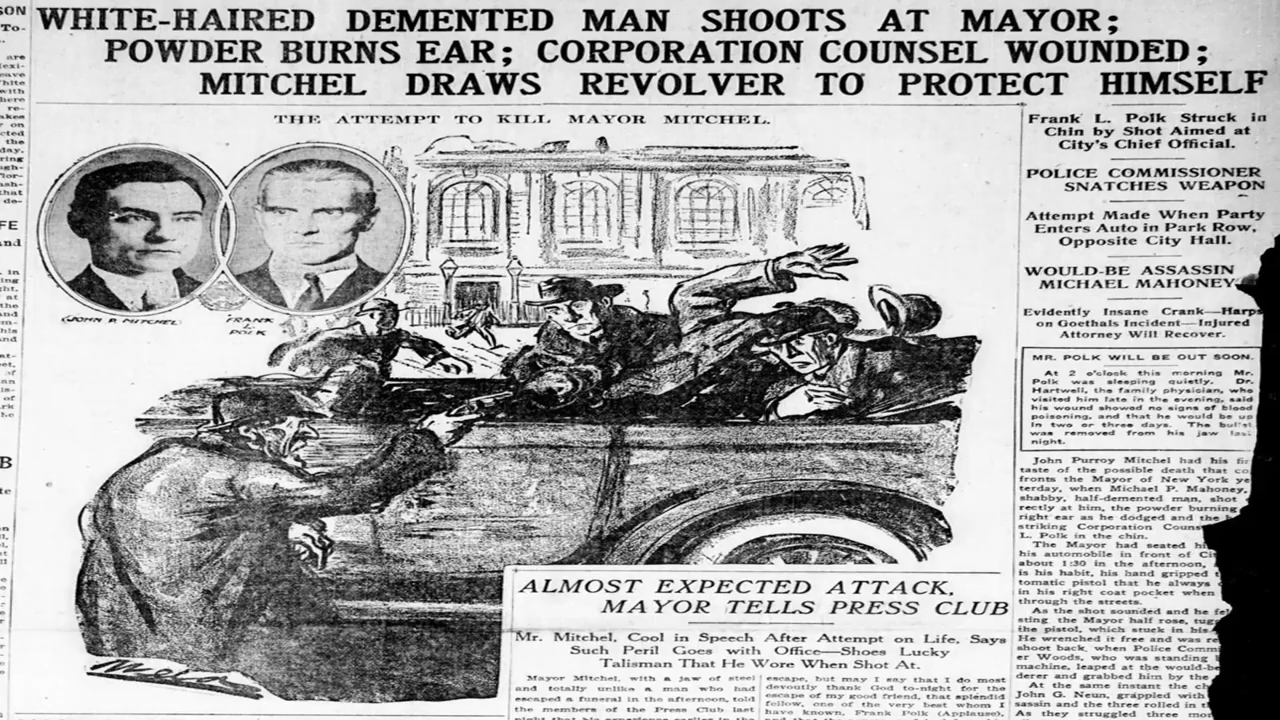 WHITE-HAIRED DEMENTED MAN SHOOTS AT MAYOR;
POWDER BURNS EAR; CORPORATION COUNSEL WOUNDED;
MITCHEL DRAWS REVOLVER TO PROTECT HIMSELF
THE ATTEMPT TO KILL MAYOR MITCHEL.
JOHN P. MITCHEL
FRANK
L.
POLK
Frank L. Polk Struck in
Chin by Shot Aimed at
City's Chief Official.
POLICE COMMISSIONER
SNATCHES WEAPON
Attempt Made When Party
Enters Auto in Park Row,
Opposite City Hall.
WOULD-BE ASSASSIN
MICHAEL MAHONEY
Evidently Insane Crank—Harps
on Goethals Incident—Injured
Attorney Will Recover.
MR. POLK WILL BE OUT SOON.
At 2 o'clock this morning Mr.
Polk was sleeping quietly. Dr.
Hartwell, the family physician, who
visited him late in the evening, said
his wound showed no signs of blood
poisoning, and that he would be up
in two or three days. The bullet
was removed from his jaw last
night.
John Purroy Mitchel had his
taste of the possible death that
fronts the Mayor of New York
terday, when Michael P. Mahoney,
shabby, half-demented man, shot
rectly at him, the powder burning
right ear as he dodged and the
striking Corporation
L. Polk in the chin.
The Mayor had seated
his automobile in front of
about 1:30 in the afternoon,
is his habit, his hand gripped
tomatic pistol that he always
in his right coat pocket when
through the streets.
As the shot sounded and he
sting the Mayor half rose,
the pistol, which stuck in his
He wrenched it free and was
shoot back, when Police
er Woods, who was standing
machine, leaped at the
derer and grabbed him by the
At the same instant the
John G. Neun, grappled with
sassin and the three rolled in
As they struggled three
ALMOST EXPECTED ATTACK,
MAYOR TELLS PRESS CLUB
Mr. Mitchel, Cool in Speech After Attempt on Life, Says
Such Peril Goes with Office—Shoes Lucky
Talisman That He Wore When Shot At.
Mayor Mitchel, with a jaw of steel
and totally unlike a man who had
escaped a funeral in the afternoon, told
the members of the Press Club last
night that his experience earlier in the
escape, but may I say that I do most
devoutly thank God to-night for the
escape of my good friend, that splendid
fellow, one of the very best whom I
have known, Frank Polk (Applause),